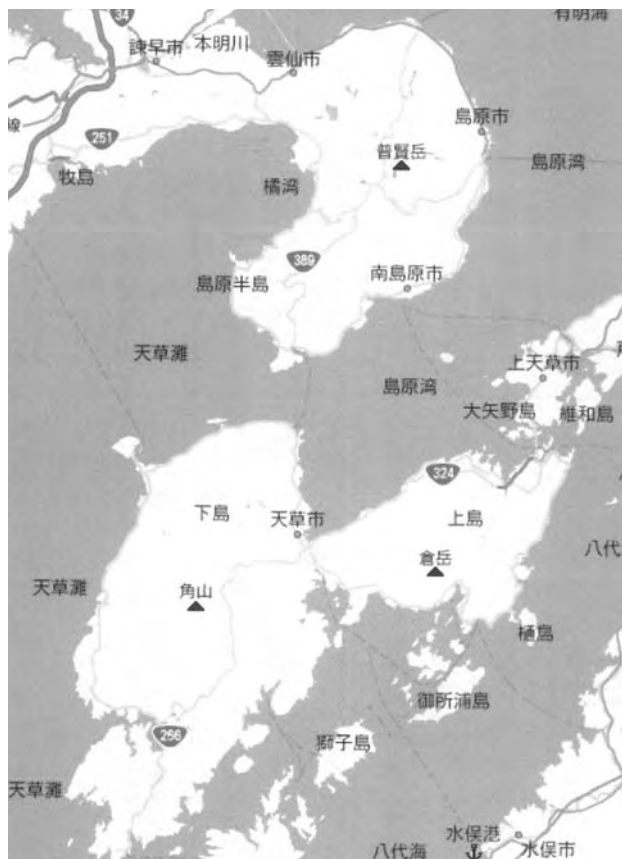 有明海
34
本明川
諫早市
雲仙市
島原市
線
251
普賢岳
牧島
島原湾
橘湾
389
南島原市
島原半島
天草灘
上天草市
島原湾
大矢野島
維和島
324
下島
天草市
上島
八代
倉岳
天草灘
角山
樋島
御所浦島
266
獅子島
天草灘
水俣港
八代海
水俣市